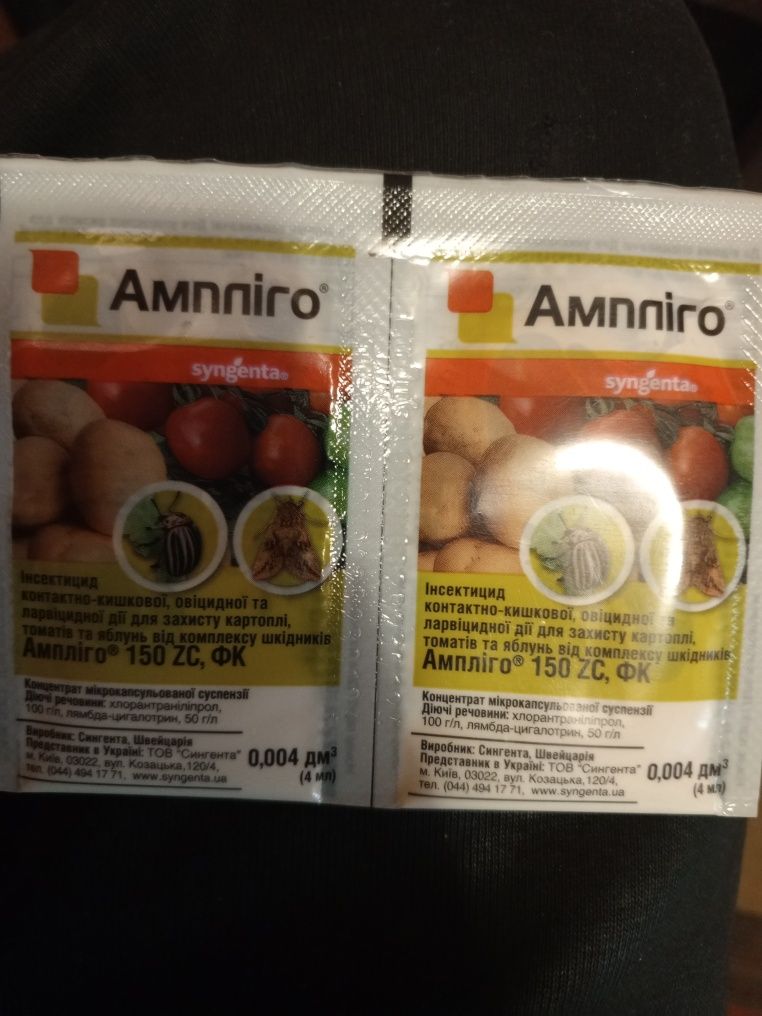 Ампліго®
syngenta®
Інсектицид
контактно-кишкової, овіцидної та
ларвіцидної дії для захисту картоплі,
томатів та яблунь від комплексу шкідників
Ампліго® 150 ZC, ФК
Концентрат мікрокапсульованої суспензії
Діючі речовини: хлорантраніліпрол,
100 г/л, лямбда-цигалотрин, 50 г/л
Виробник: Сингента, Швейцарія
Представник в Україні: ТОВ "Сингента"
м. Київ, 03022, вул. Козацька,120/4,
тел. (044) 494 17 71, www.syngenta.ua
0,004 дм³
(4 мл)
Ампліго®
syngenta®
Інсектицид
контактно-кишкової, овіцидної та
ларвіцидної дії для захисту картоплі,
томатів та яблунь від комплексу шкідників
Ампліго® 150 ZC, ФК
Концентрат мікрокапсульованої суспензії
Діючі речовини: хлорантраніліпрол,
100 г/л, лямбда-цигалотрин, 50 г/л
Виробник: Сингента, Швейцарія
Представник в Україні: ТОВ "Сингента"
м. Київ, 03022, вул. Козацька,120/4,
тел. (044) 494 17 71, www.syngenta.ua
0,004 дм³
(4 мл)